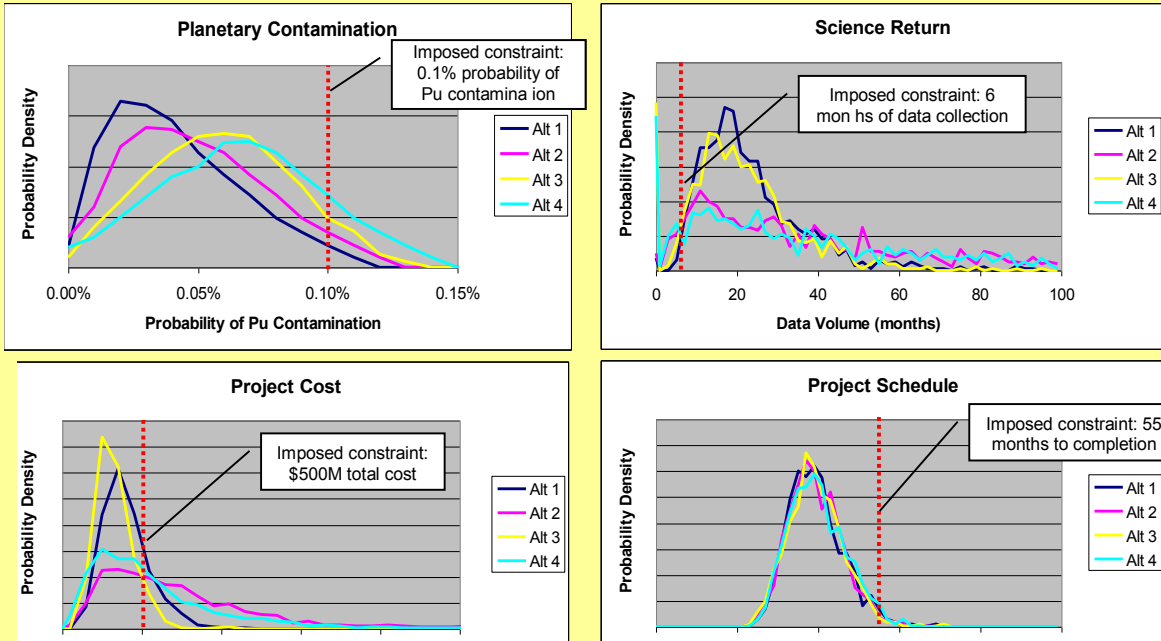 Planetary Contamination
Imposed constraint:
0.1% probability of
Pu contamina ion
Probability Density
Alt 1
Alt 2
Alt 3
Alt 4
0.00%
0.05%
0.10%
0.15%
Probability of Pu Contamination
Science Return
Imposed constraint: 6
mon hs of data collection
Probability Density
Alt 1
Alt 2
Alt 3
Alt 4
0
20
40
60
80
100
Data Volume (months)
Project Cost
Imposed constraint:
$500M total cost
Probability Density
Alt 1
Alt 2
Alt 3
Alt 4
Project Schedule
Imposed constraint: 55
months to completion
Probability Density
Alt 1
Alt 2
Alt 3
Alt 4